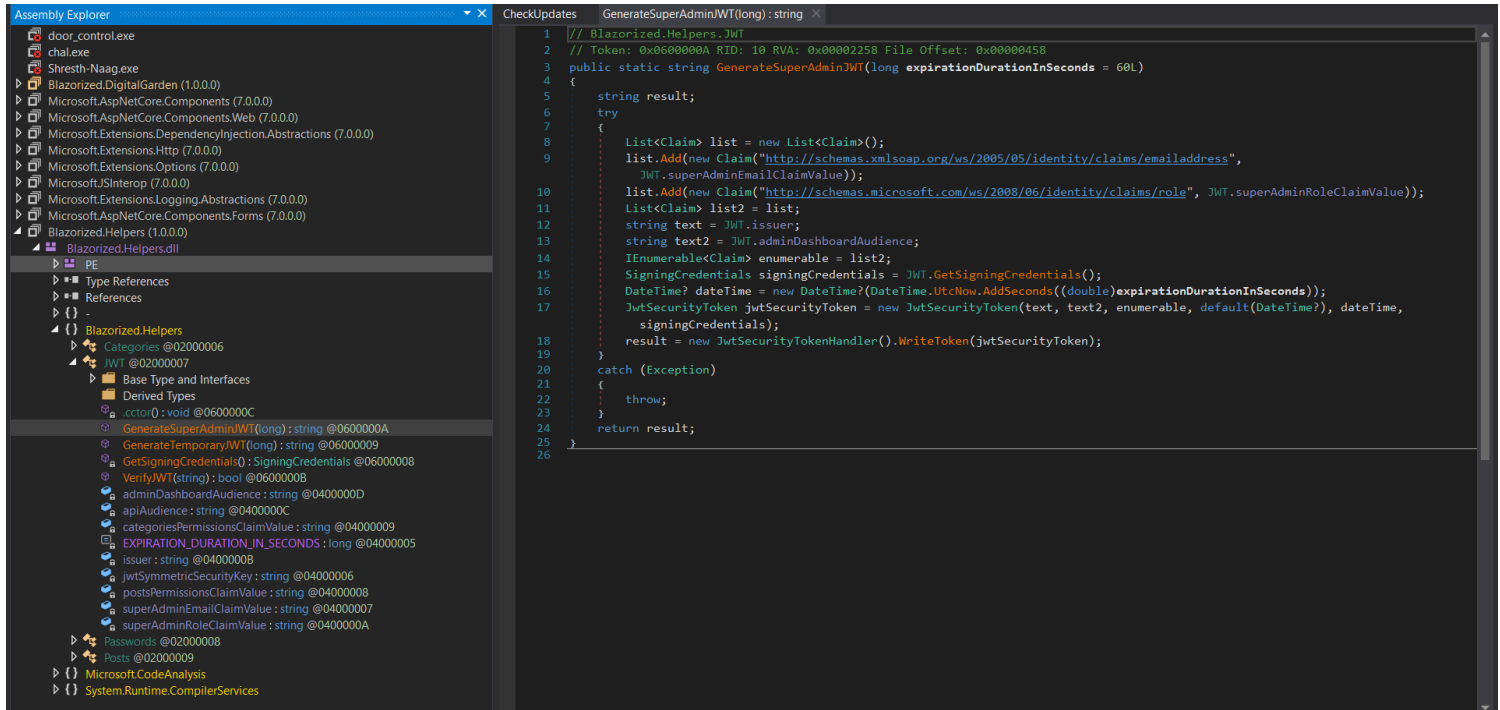 Assembly Explorer
door_control.exe
chal.exe
Shresth-Naag.exe
Blazorized.DigitalGarden (1.0.0.0)
Microsoft.AspNetCore.Components (7.0.0.0)
Microsoft.AspNetCore.Components.Web (7.0.0.0)
Microsoft.Extensions.DependencyInjection.Abstractions (7.0.0.0)
Microsoft.Extensions.Http (7.0.0.0)
Microsoft.Extensions.Options (7.0.0.0)
Microsoft.JSInterop (7.0.0.0)
Microsoft.Extensions.Logging.Abstractions (7.0.0.0)
Microsoft.AspNetCore.Components.Forms (7.0.0.0)
Blazorized.Helpers (1.0.0.0)
Blazorized.Helpers.dll
PE
Type References
References
{ } -
{ } Blazorized.Helpers
Categories @02000006
JWT @02000007
Base Type and Interfaces
Derived Types
.cctor() : void @0600000C
GenerateSuperAdminJWT(long) : string @0600000A
GenerateTemporaryJWT(long) : string @06000009
GetSigningCredentials() : SigningCredentials @06000008
VerifyJWT(string) : bool @0600000B
adminDashboardAudience : string @0400000D
apiAudience : string @0400000C
categoriesPermissionsClaimValue : string @04000009
EXPIRATION_DURATION_IN_SECONDS : long @04000005
issuer : string @0400000B
jwtSymmetricSecurityKey : string @04000006
postsPermissionsClaimValue : string @04000008
superAdminEmailClaimValue : string @04000007
superAdminRoleClaimValue : string @0400000A
Passwords @02000008
Posts @02000009
{ } Microsoft.CodeAnalysis
{ } System.Runtime.CompilerServices
CheckUpdates GenerateSuperAdminJWT(long) : string
1 // Blazorized.Helpers.JWT
2 // Token: 0x0600000A RID: 10 RVA: 0x00002258 File Offset: 0x00000458
3 public static string GenerateSuperAdminJWT(long expirationDurationInSeconds = 60L)
4 {
5 string result;
6 try
7 {
8 List<Claim> list = new List<Claim>();
9 list.Add(new Claim("http://schemas.xmlsoap.org/ws/2005/05/identity/claims/emailaddress",
JWT.superAdminEmailClaimValue));
10 list.Add(new Claim("http://schemas.microsoft.com/ws/2008/06/identity/claims/role", JWT.superAdminRoleClaimValue));
11 List<Claim> list2 = list;
12 string text = JWT.issuer;
13 string text2 = JWT.adminDashboardAudience;
14 IEnumerable<Claim> enumerable = list2;
15 SigningCredentials signingCredentials = JWT.GetSigningCredentials();
16 DateTime? dateTime = new DateTime?(DateTime.UtcNow.AddSeconds((double)expirationDurationInSeconds));
17 JwtSecurityToken jwtSecurityToken = new JwtSecurityToken(text, text2, enumerable, default(DateTime?), dateTime,
signingCredentials);
18 result = new JwtSecurityTokenHandler().WriteToken(jwtSecurityToken);
19 }
20 catch (Exception)
21 {
22 throw;
23 }
24 return result;
25 }
26